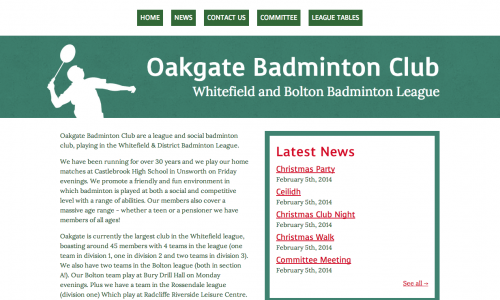 HOME NEWS CONTACT US COMMITTEE LEAGUE TABLES
Oakgate Badminton Club
Whitefield and Bolton Badminton League
Oakgate Badminton Club are a league and social badminton
club, playing in the Whitefield & District Badminton League.
We have been running for over 30 years and we play our home
matches at Castlebrook High School in Unsworth on Friday
evenings. We promote a friendly and fun environment in
which badminton is played at both a social and competitive
level with a range of abilities. Our members also cover a
massive age range – whether a teen or a pensioner we have
members of all ages!
Oakgate is currently the largest club in the Whitefield league,
boasting around 45 members with 4 teams in the league (one
team in division 1, one in division 2 and two teams in division 3).
We also have two teams in the Bolton league (both in section
A!). Our Bolton team play at Bury Drill Hall on Monday
evenings. Plus we have a team in the Rossendale league
(division one) Which play at Radcliffe Riverside Leisure Centre.
Latest News
Christmas Party
February 5th, 2014
Ceilidh
February 5th, 2014
Christmas Club Night
February 5th, 2014
Christmas Walk
February 5th, 2014
Committee Meeting
February 5th, 2014
See all →